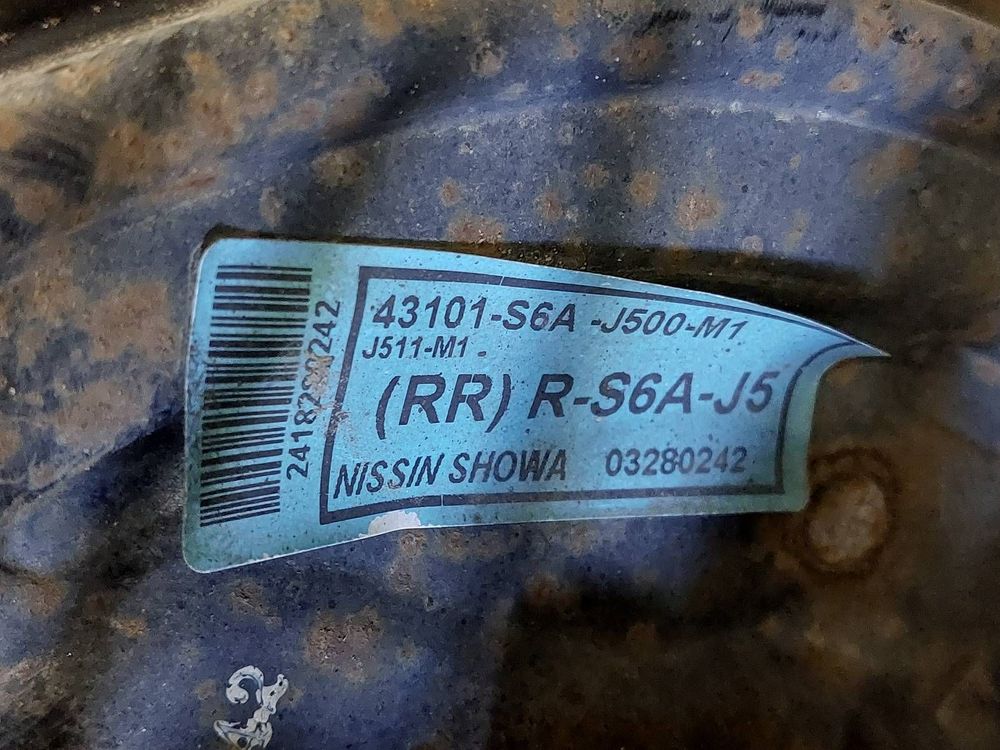 43101-S6A -J500-M1
J511-M1
(RR) R-S6A-J5
NISSIN SHOWA 03280242